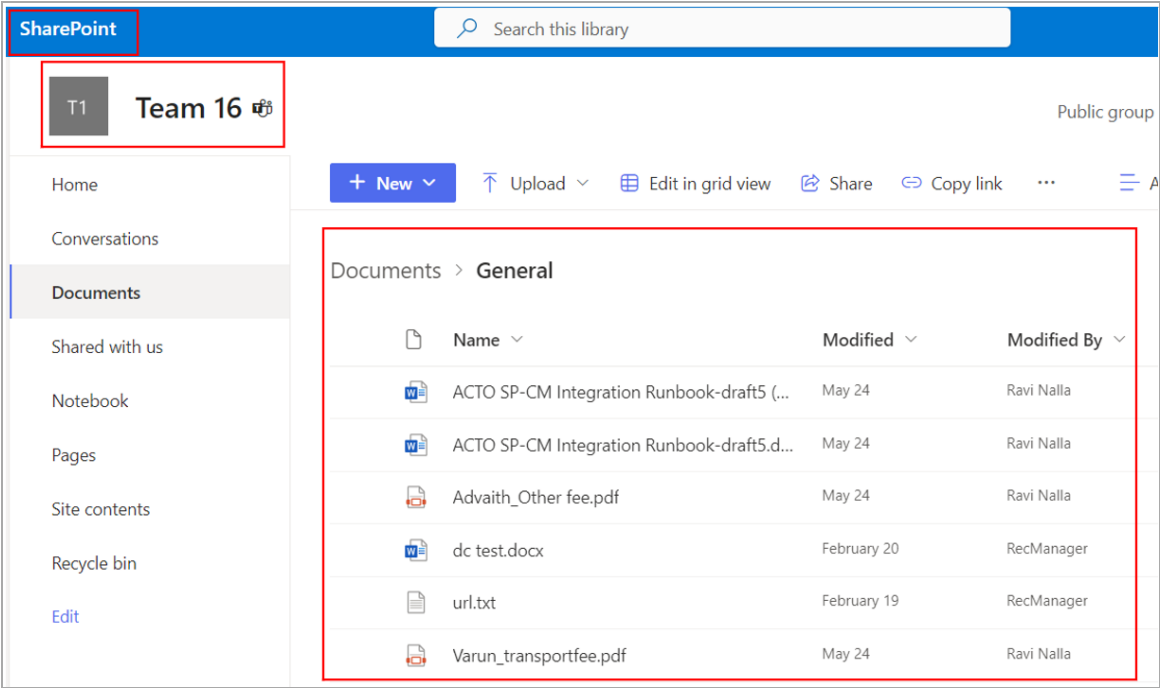 SharePoint
Search this library
T1
Team 16
Public group
Home
Conversations
Documents
Shared with us
Notebook
Pages
Site contents
Recycle bin
Edit
New
Upload
Edit in grid view
Share
Copy link
...
A
Documents > General
Name Modified Modified By
ACTO SP-CM Integration Runbook-draft5 (... May 24 Ravi Nalla
ACTO SP-CM Integration Runbook-draft5.d... May 24 Ravi Nalla
Advaith_Other fee.pdf May 24 Ravi Nalla
dc test.docx February 20 RecManager
url.txt February 19 RecManager
Varun_transportfee.pdf May 24 Ravi Nalla